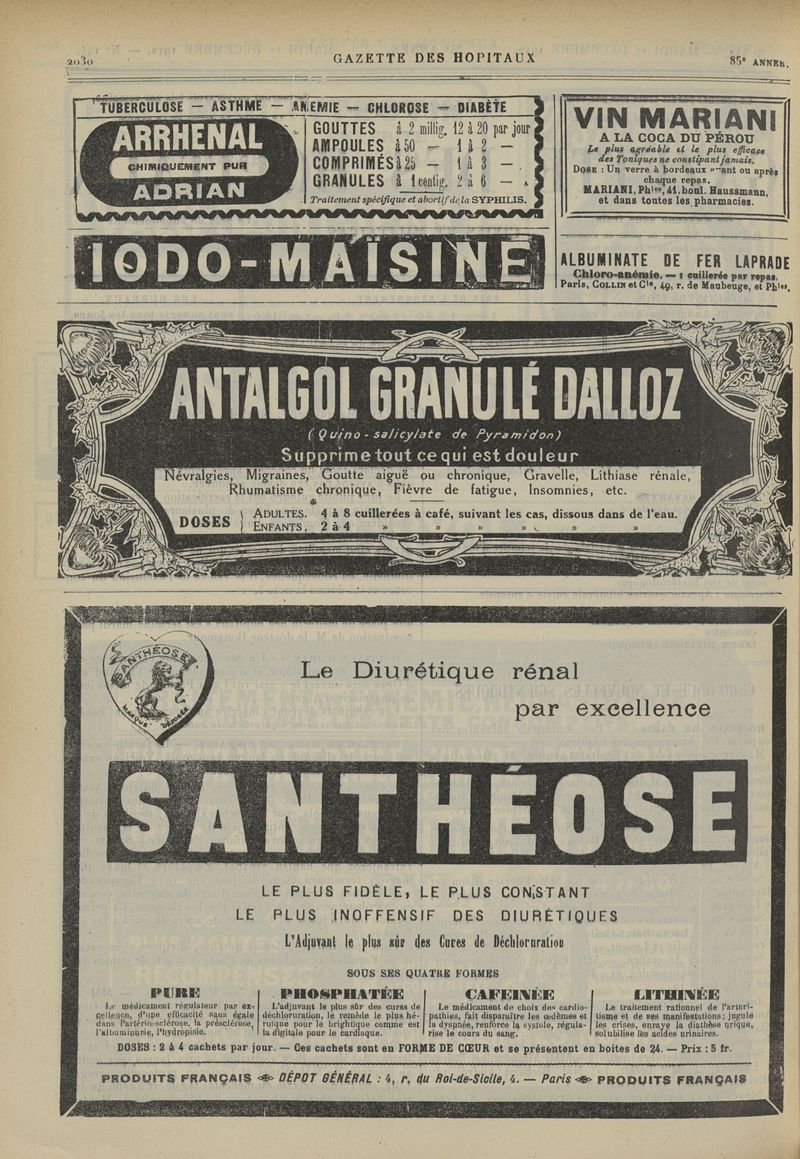 2030
GAZETTE DES HOPITAUX
85e ANNEE.
TUBERCULOSE — ASTHME — ANEMIE — CHLOROSE — DIABÈTE
ARRHENAL
CHIMIQUEMENT PUR
ADRIAN
GOUTTES à 2 millig. 12 à 20 par jour
AMPOULES à 50 — 1 à 2 —
COMPRIMÉS à 25 — 1 à 3 —
GRANULES à 1 centig. 2 à 6 —
Traitement spécifique et abortif de la SYPHILIS.
VIN MARIANI
A LA COCA DU PÉROU
Le plus agréable et le plus efficace
des Toniques ne constipant jamais.
DOSE : Un verre à bordeaux avant ou après
chaque repas.
MARIANI, Phien, 41, boul. Haussmann,
et dans toutes les pharmacies.
IODO-MAÏSINE
ALBUMINATE DE FER LAPRADE
Chloro-anémie. — 1 cuillerée par repas.
Paris, COLLIN et Cie, 49, r. de Maubeuge, et Phies.
ANTALGOL GRANULÉ DALLOZ
(Quino-salicylate de Pyramidon)
Supprime tout ce qui est douleur
Névralgies, Migraines, Goutte aiguë ou chronique, Gravelle, Lithiase rénale,
Rhumatisme chronique, Fièvre de fatigue, Insomnies, etc.
DOSES
ADULTES. 4 à 8 cuillerées à café, suivant les cas, dissous dans de l'eau.
ENFANTS. 2 à 4 » » » » » »
SANTHÉOSE
MARQUE DÉPOSÉE
Le Diurétique rénal
par excellence
SANTHÉOSE
LE PLUS FIDÈLE, LE PLUS CONSTANT
LE PLUS INOFFENSIF DES DIURÉTIQUES
L'Adjuvant le plus sûr des Cures de Déchloruration
SOUS SES QUATRE FORMES
PURE
Le médicament régulateur par ex-
cellence, d'une efficacité sans égale
dans l'artério-sclérose, la présclérose,
l'albuminurie, l'hydropisie.
PHOSPHATÉE
L'adjuvant le plus sûr des cures de
déchloruration, le remède le plus hé-
roïque pour le brightique comme est
la digitale pour le cardiaque.
CAFÉINÉE
Le médicament de choix des cardio-
pathies, fait disparaître les œdèmes et
la dyspnée, renforce la systole, régula-
rise le cours du sang.
LITHINÉE
Le traitement rationnel de l'arthri-
tisme et de ses manifestations; jugule
les crises, enraye la diathèse urique,
solubilise les acides urinaires.
DOSES : 2 à 4 cachets par jour. — Ces cachets sont en FORME DE CŒUR et se présentent en boites de 24. — Prix : 5 fr.
PRODUITS FRANÇAIS DÉPOT GÉNÉRAL : 4, r. du Roi-de-Sicile, 4. — Paris PRODUITS FRANÇAIS